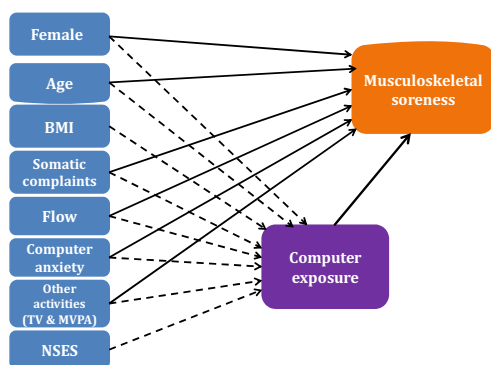 Female
Age
BMI
Somatic
complaints
Flow
Computer
anxiety
Other
activities
(TV & MVPA)
NSES
Musculoskeletal
soreness
Computer
exposure